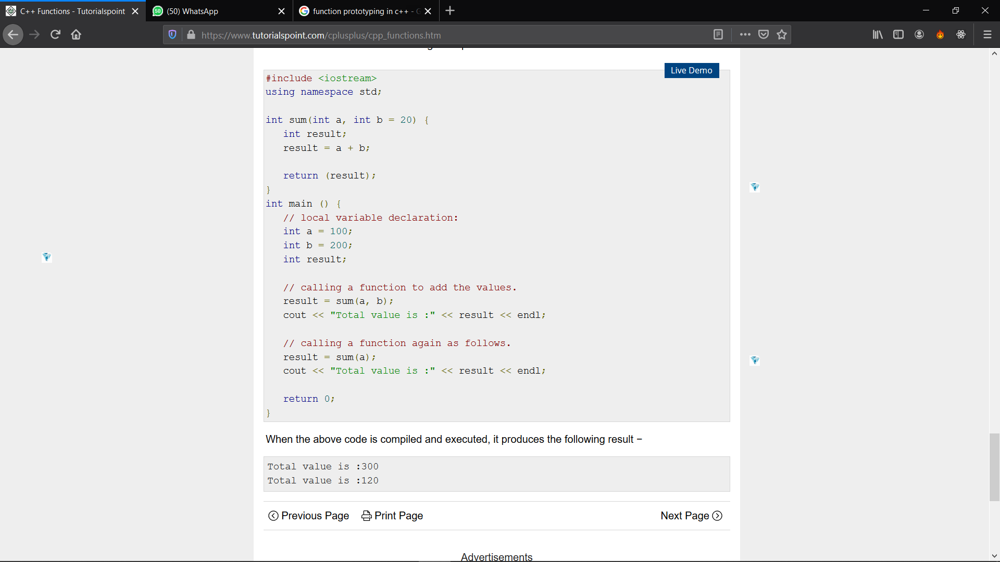 C++ Functions - Tutorialspoint
50 (50) WhatsApp
function prototyping in c++ -
https://www.tutorialspoint.com/cplusplus/cpp_functions.htm
Live Demo
#include <iostream>
using namespace std;
int sum(int a, int b = 20) {
int result;
result = a + b;
return (result);
}
int main () {
// local variable declaration:
int a = 100;
int b = 200;
int result;
// calling a function to add the values.
result = sum(a, b);
cout << "Total value is :" << result << endl;
// calling a function again as follows.
result = sum(a);
cout << "Total value is :" << result << endl;
return 0;
}
When the above code is compiled and executed, it produces the following result −
Total value is :300
Total value is :120
Previous Page Print Page Next Page
Advertisements